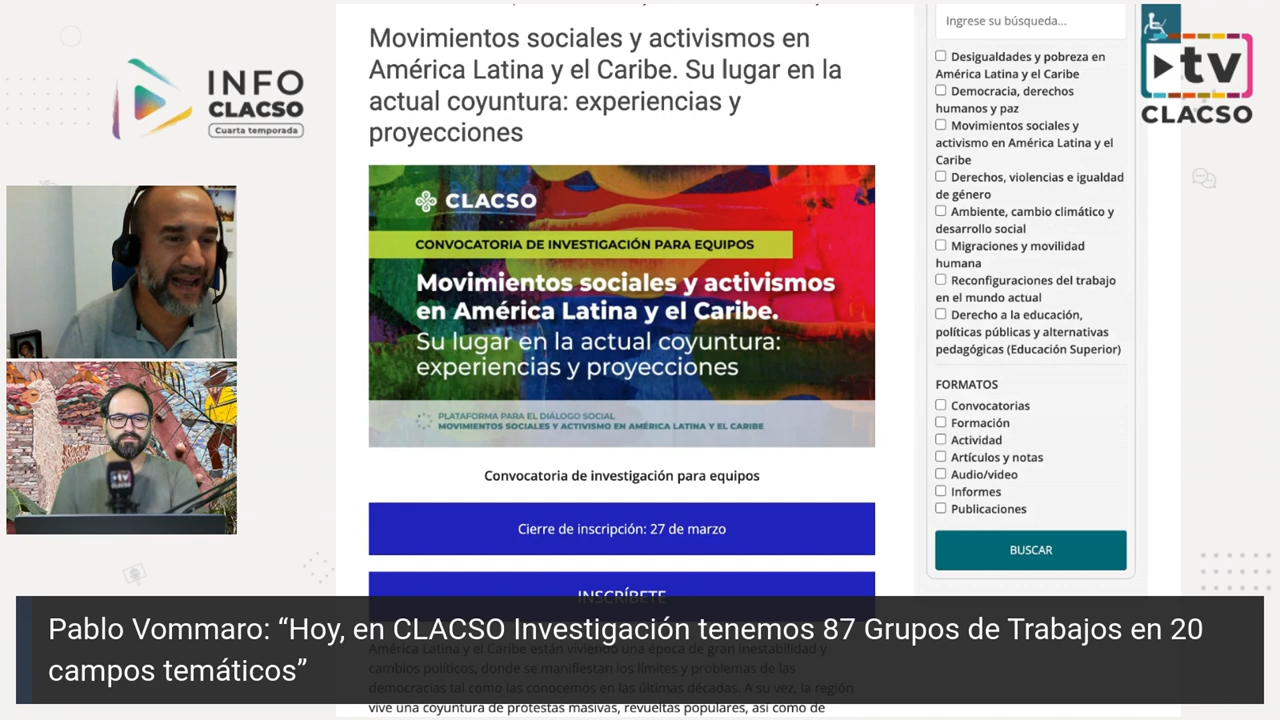 INFO
CLACSO
Cuarta temporada
Movimientos sociales y activismos en
América Latina y el Caribe. Su lugar en la
actual coyuntura: experiencias y
proyecciones
CLACSO
CONVOCATORIA DE INVESTIGACIÓN PARA EQUIPOS
Movimientos sociales y activismos
en América Latina y el Caribe.
Su lugar en la actual coyuntura:
experiencias y proyecciones
PLATAFORMA PARA EL DIÁLOGO SOCIAL
MOVIMIENTOS SOCIALES Y ACTIVISMO EN AMÉRICA LATINA Y EL CARIBE
Convocatoria de investigación para equipos
Cierre de inscripción: 27 de marzo
INSCRÍBETE
América Latina y el Caribe están viviendo una época de gran inestabilidad y
cambios políticos, donde se manifiestan los límites y problemas de las
democracias tal como las conocemos en las últimas décadas. A su vez, la región
vive una coyuntura de protestas masivas, revueltas populares, así como de
Ingrese su búsqueda...
Desigualdades y pobreza en
América Latina y el Caribe
Democracia, derechos
humanos y paz
Movimientos sociales y
activismo en América Latina y el
Caribe
Derechos, violencias e igualdad
de género
Ambiente, cambio climático y
desarrollo social
Migraciones y movilidad
humana
Reconfiguraciones del trabajo
en el mundo actual
Derecho a la educación,
políticas públicas y alternativas
pedagógicas (Educación Superior)
FORMATOS
Convocatorias
Formación
Actividad
Artículos y notas
Audio/video
Informes
Publicaciones
BUSCAR
tv
CLACSO
tv
Pablo Vommaro: “Hoy, en CLACSO Investigación tenemos 87 Grupos de Trabajos en 20
campos temáticos”